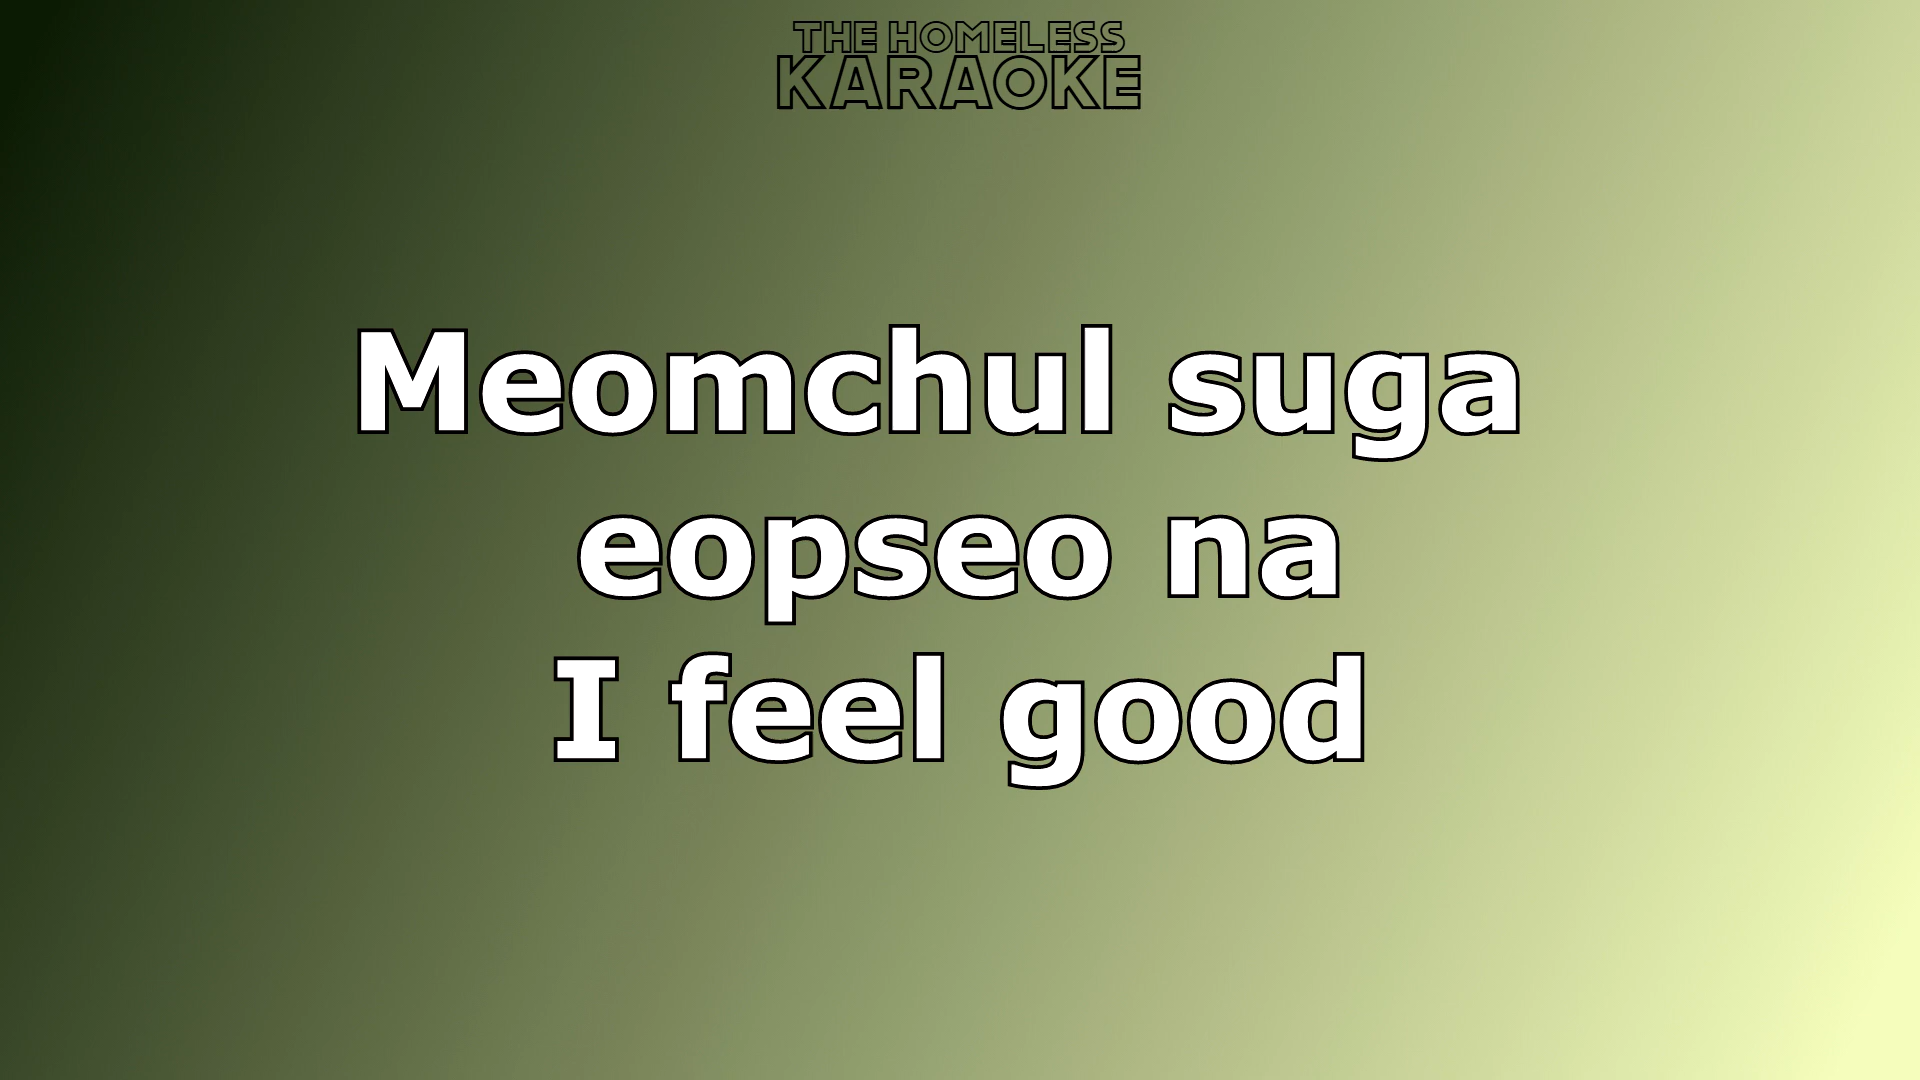 THE HOMELESS
KARAOKE
Meomchul suga
eopseo na
I feel good